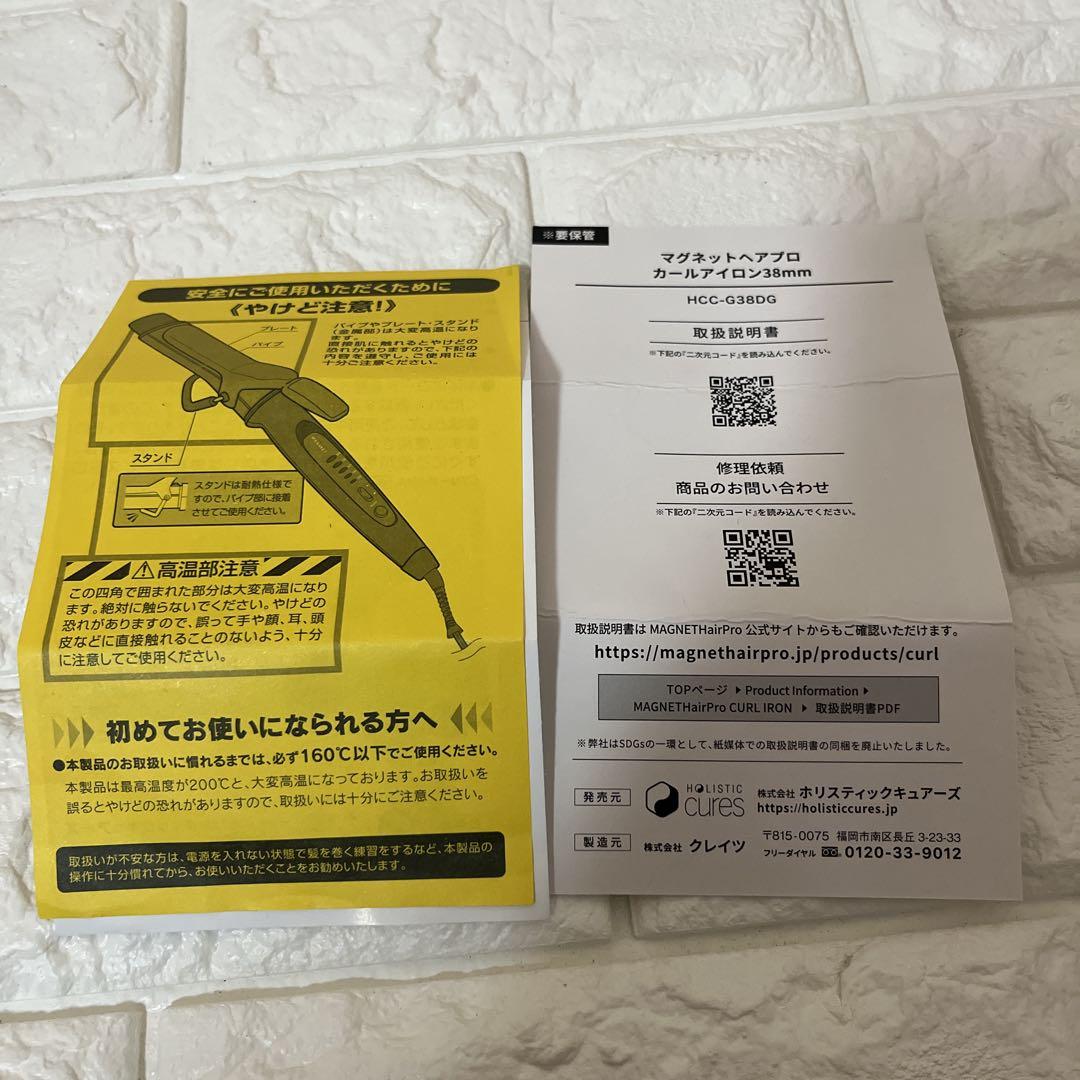 安全にご使用いただくために
《やけど注意!》
プレート
パイプ
パイプやプレート・スタンド
(金属部)は大変高温になり
ます。
直接肌に触れるとやけどの
恐れがありますので、下記の
内容を遵守し、ご使用には
十分ご注意ください。
スタンド
スタンドは耐熱仕様で
すので、パイプ部に接着
させてご使用ください。
⚠高温部注意
この四角で囲まれた部分は大変高温になり
ます。絶対に触らないでください。やけどの
恐れがありますので、誤って手や顔、耳、頭
皮などに直接触れることのないよう、十分
に注意してご使用ください。
初めてお使いになられる方へ
●本製品のお取扱いに慣れるまでは、必ず160℃以下でご使用ください。
本製品は最高温度が200℃と、大変高温になっております。お取扱いを
誤るとやけどの恐れがありますので、取扱いには十分にご注意ください。
取扱いが不安な方は、電源を入れない状態で髪を巻く練習をするなど、本製品の
操作に十分慣れてから、お使いいただくことをお勧めいたします。
※要保管
マグネットヘアプロ
カールアイロン38mm
HCC-G38DG
取扱説明書
※下記の『二次元コード』を読み込んでください。
修理依頼
商品のお問い合わせ
※下記の『二次元コード』を読み込んでください。
取扱説明書は MAGNETHairPro 公式サイトからもご確認いただけます。
https://magnethairpro.jp/products/curl
TOPページ ▶ Product Information ▶
MAGNETHairPro CURL IRON ▶ 取扱説明書PDF
※弊社はSDGsの一環として、紙媒体での取扱説明書の同梱を廃止いたしました。
発売元
HOLISTIC
cures
株式会社 ホリスティックキュアーズ
https://holisticcures.jp
製造元
株式会社 クレイツ
〒815-0075 福岡市南区長丘 3-23-33
フリーダイヤル 0120-33-9012